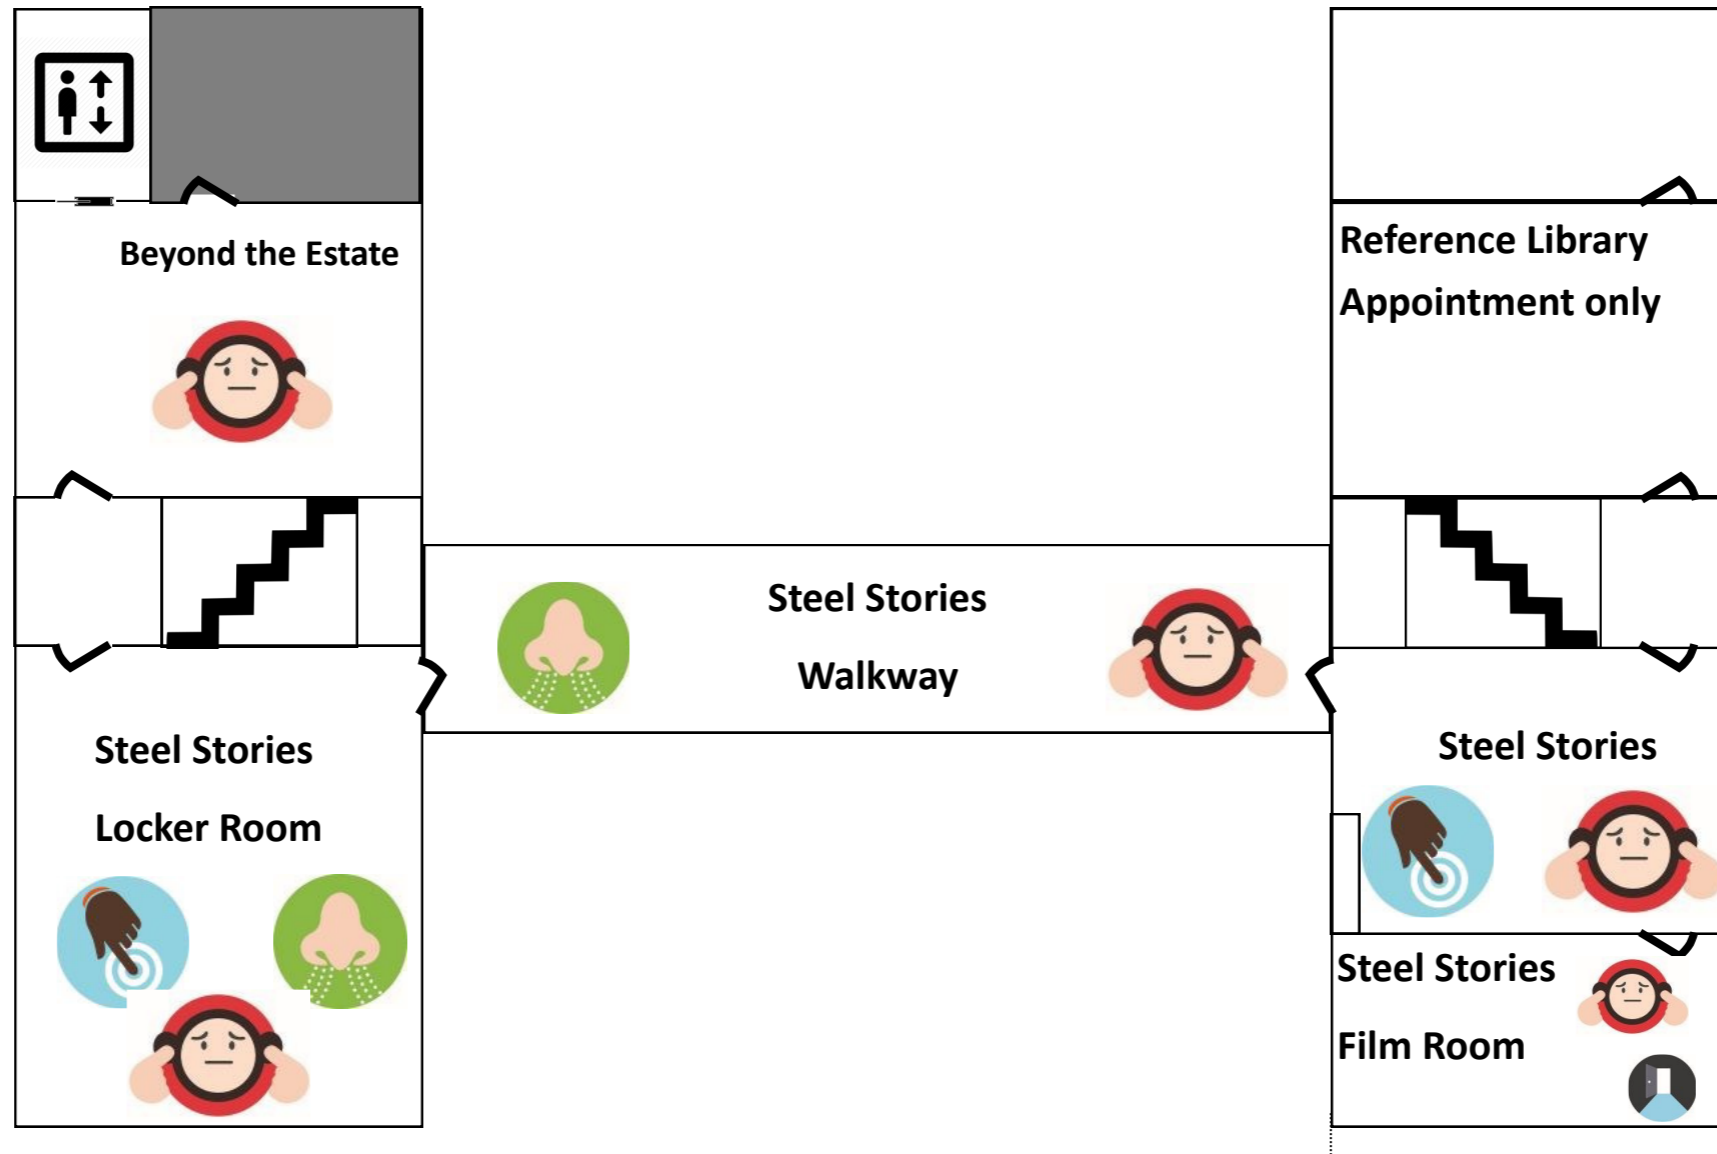 Beyond the Estate
Reference Library
Appointment only
Steel Stories
Walkway
Steel Stories
Locker Room
Steel Stories
Steel Stories
Film Room